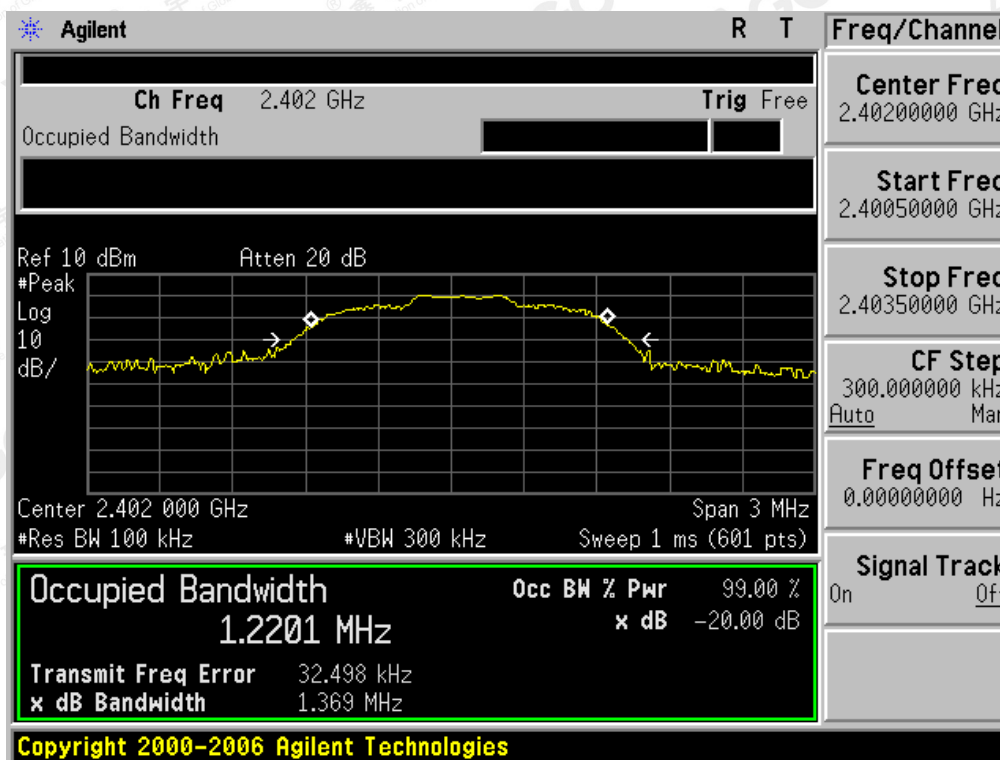 Agilent R T Freq/Channel
Ch Freq 2.402 GHz Trig Free
Occupied Bandwidth
Center Freq
2.40200000 GHz
Start Freq
2.40050000 GHz
Stop Freq
2.40350000 GHz
CF Step
300.000000 kHz
Auto Man
Freq Offset
0.00000000 Hz
Signal Track
On Off
Ref 10 dBm Atten 20 dB
#Peak
Log
10
dB/
Center 2.402 000 GHz Span 3 MHz
#Res BW 100 kHz #VBW 300 kHz Sweep 1 ms (601 pts)
Occupied Bandwidth Occ BW % Pwr 99.00 %
1.2201 MHz x dB -20.00 dB
Transmit Freq Error 32.498 kHz
x dB Bandwidth 1.369 MHz
Copyright 2000-2006 Agilent Technologies